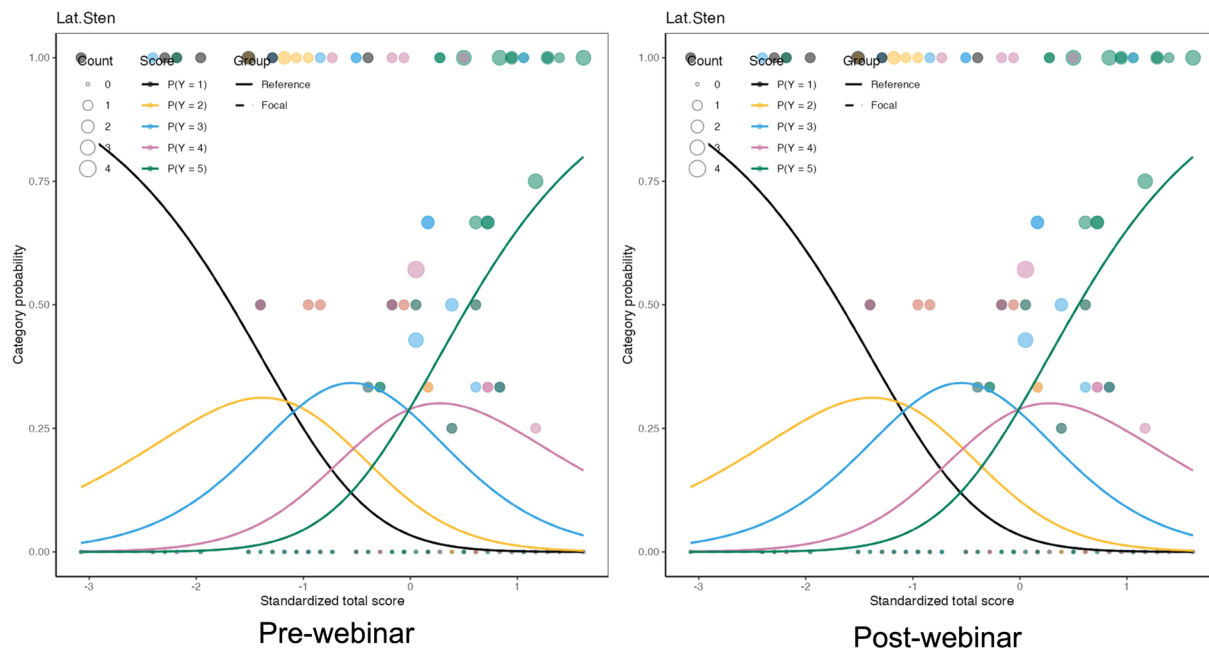 Lat.Sten
1.00
0.75
0.50
0.25
0.00
Category probability
Count
0
1
2
3
4
Score
P(Y = 1)
P(Y = 2)
P(Y = 3)
P(Y = 4)
P(Y = 5)
Group
Reference
Focal
-3 -2 -1 0 1
Standardized total score
Pre-webinar
Lat.Sten
1.00
0.75
0.50
0.25
0.00
Category probability
Count
0
1
2
3
4
Score
P(Y = 1)
P(Y = 2)
P(Y = 3)
P(Y = 4)
P(Y = 5)
Group
Reference
Focal
-3 -2 -1 0 1
Standardized total score
Post-webinar